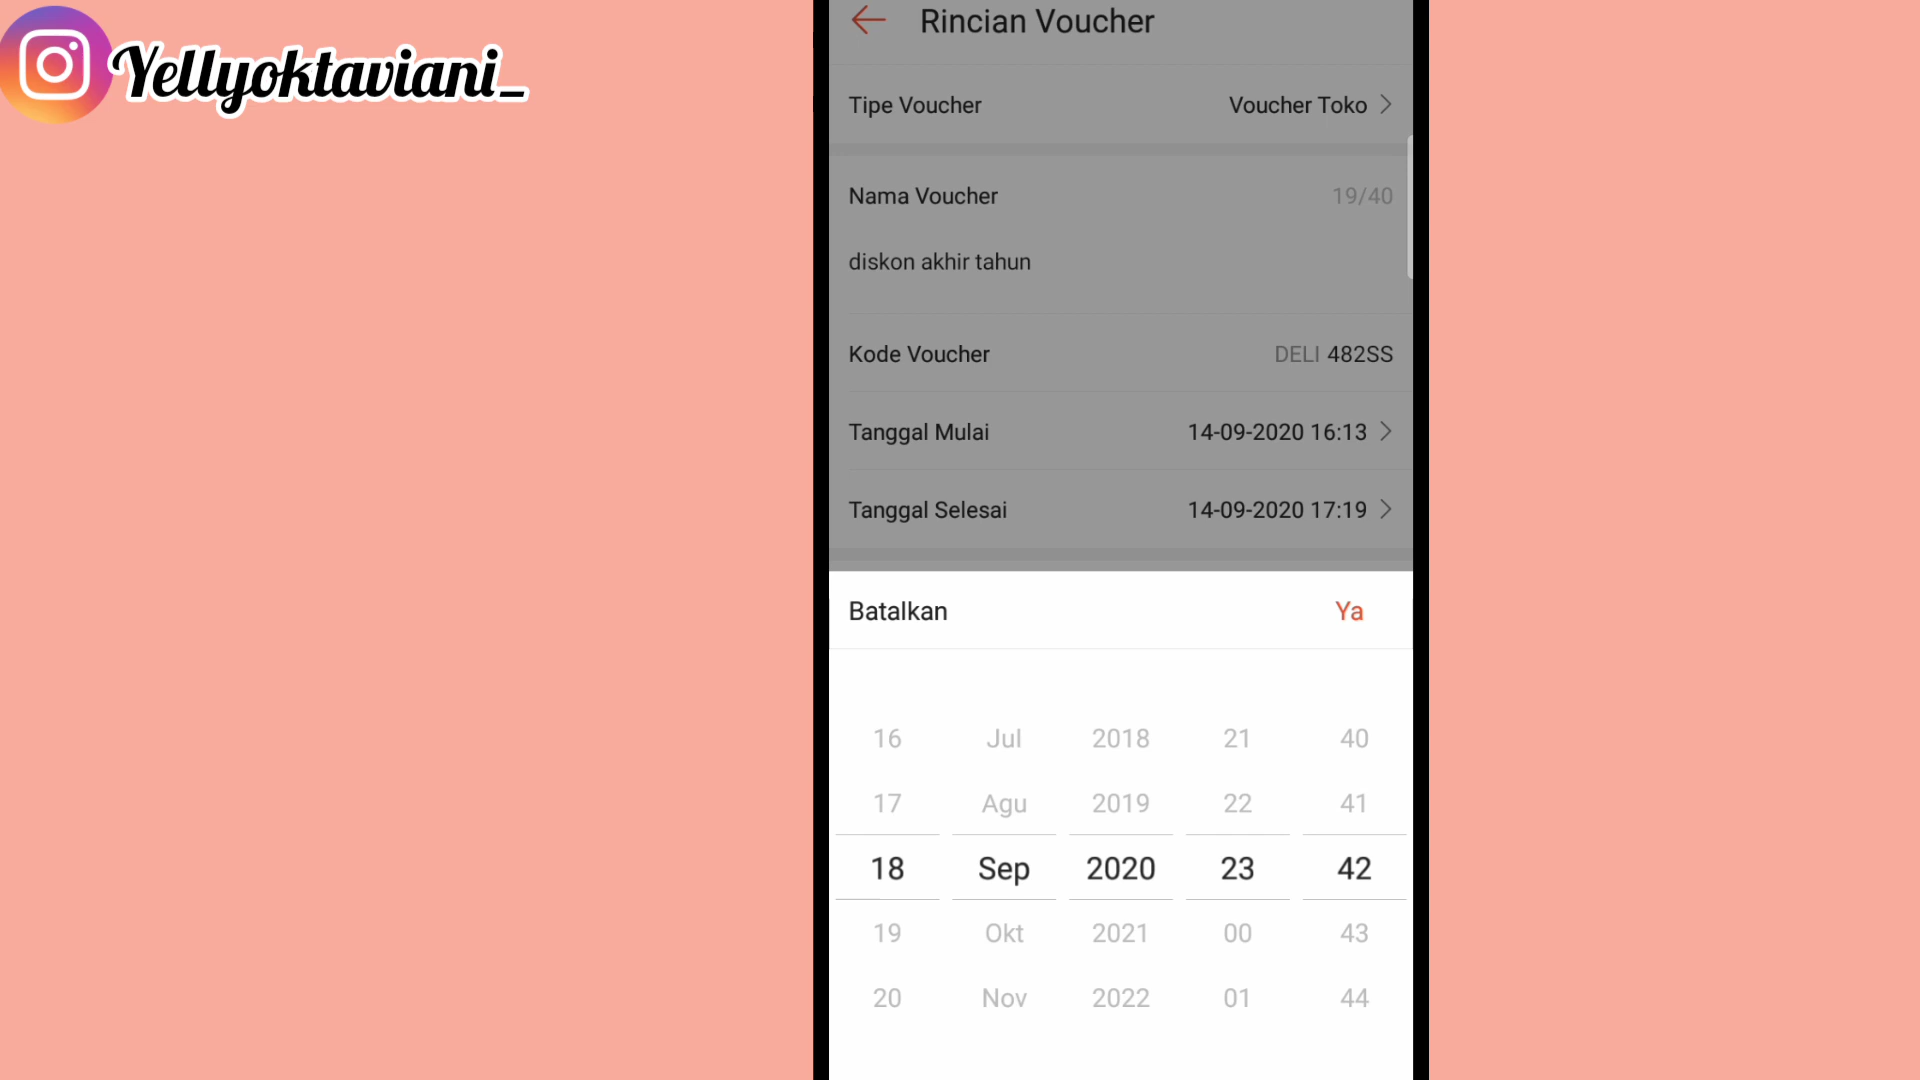 Yellyoktaviani_
Rincian Voucher
Tipe Voucher Voucher Toko
Nama Voucher 19/40
diskon akhir tahun
Kode Voucher DELI 482SS
Tanggal Mulai 14-09-2020 16:13
Tanggal Selesai 14-09-2020 17:19
Batalkan Ya
16 Jul 2018 21 40
17 Agu 2019 22 41
18 Sep 2020 23 42
19 Okt 2021 00 43
20 Nov 2022 01 44